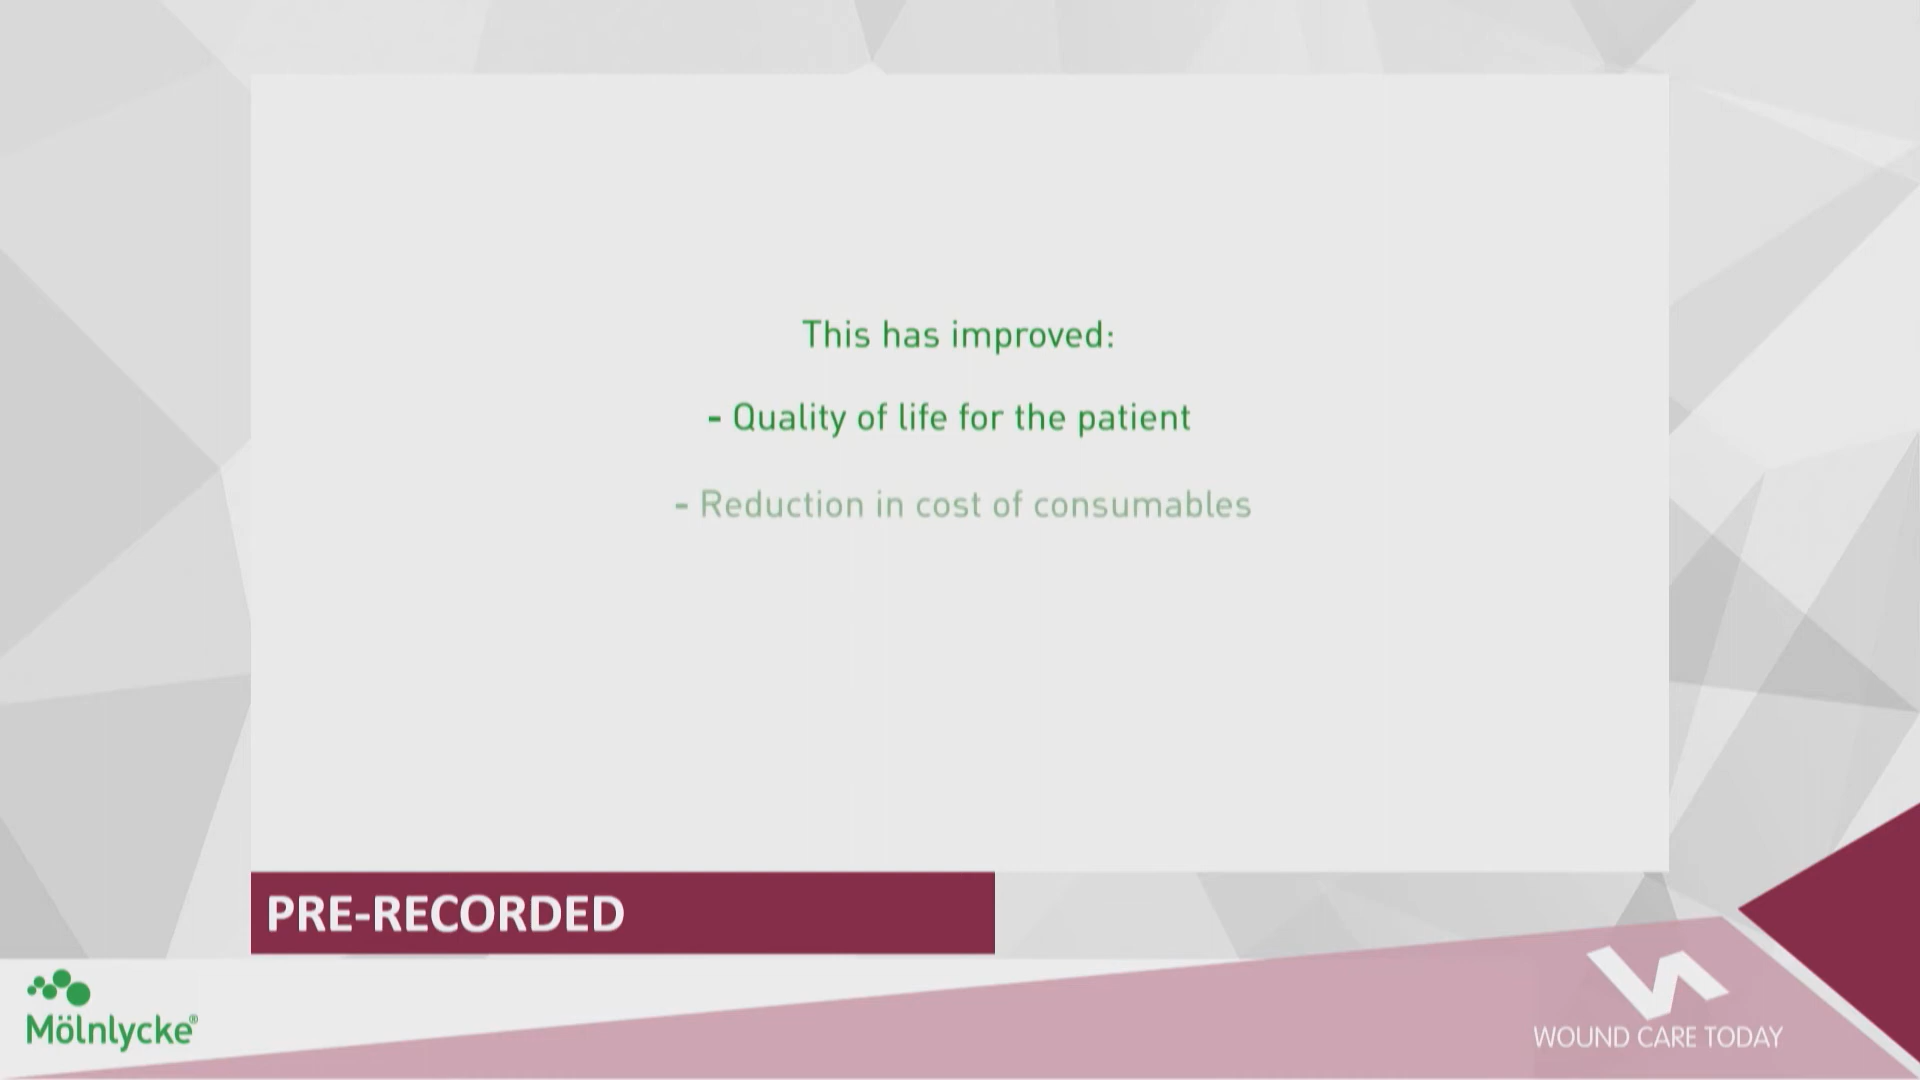 This has improved:
- Quality of life for the patient
- Reduction in cost of consumables
PRE-RECORDED
Mölnlycke®
WOUND CARE TODAY